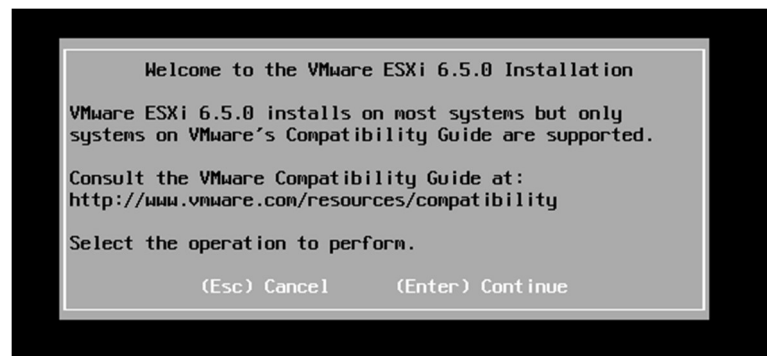 Welcome to the VMware ESXi 6.5.0 Installation
VMware ESXi 6.5.0 installs on most systems but only
systems on VMware's Compatibility Guide are supported.
Consult the VMware Compatibility Guide at:
http://www.vmware.com/resources/compatibility
Select the operation to perform.
(Esc) Cancel (Enter) Continue